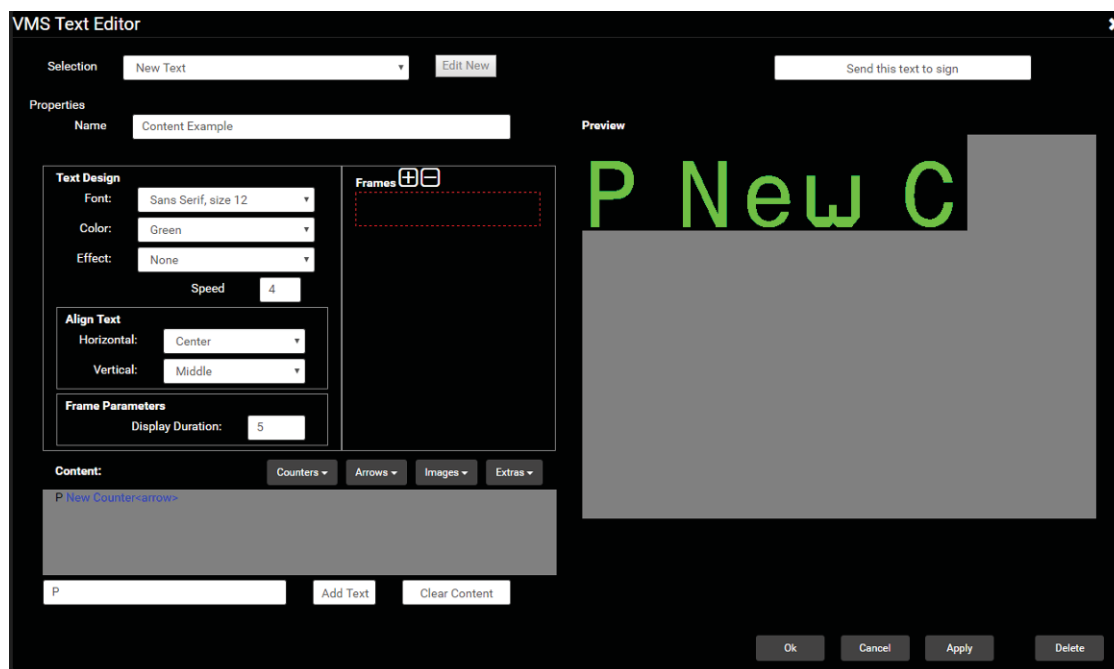 VMS Text Editor
Selection New Text Edit New Send this text to sign
Properties
Name Content Example
Preview
P New C
Text Design
Font: Sans Serif, size 12
Color: Green
Effect: None
Speed 4
Align Text
Horizontal: Center
Vertical: Middle
Frame Parameters
Display Duration: 5
Frames
Content: Counters Arrows Images Extras
P New Counter<arrow>
P Add Text Clear Content
Ok Cancel Apply Delete